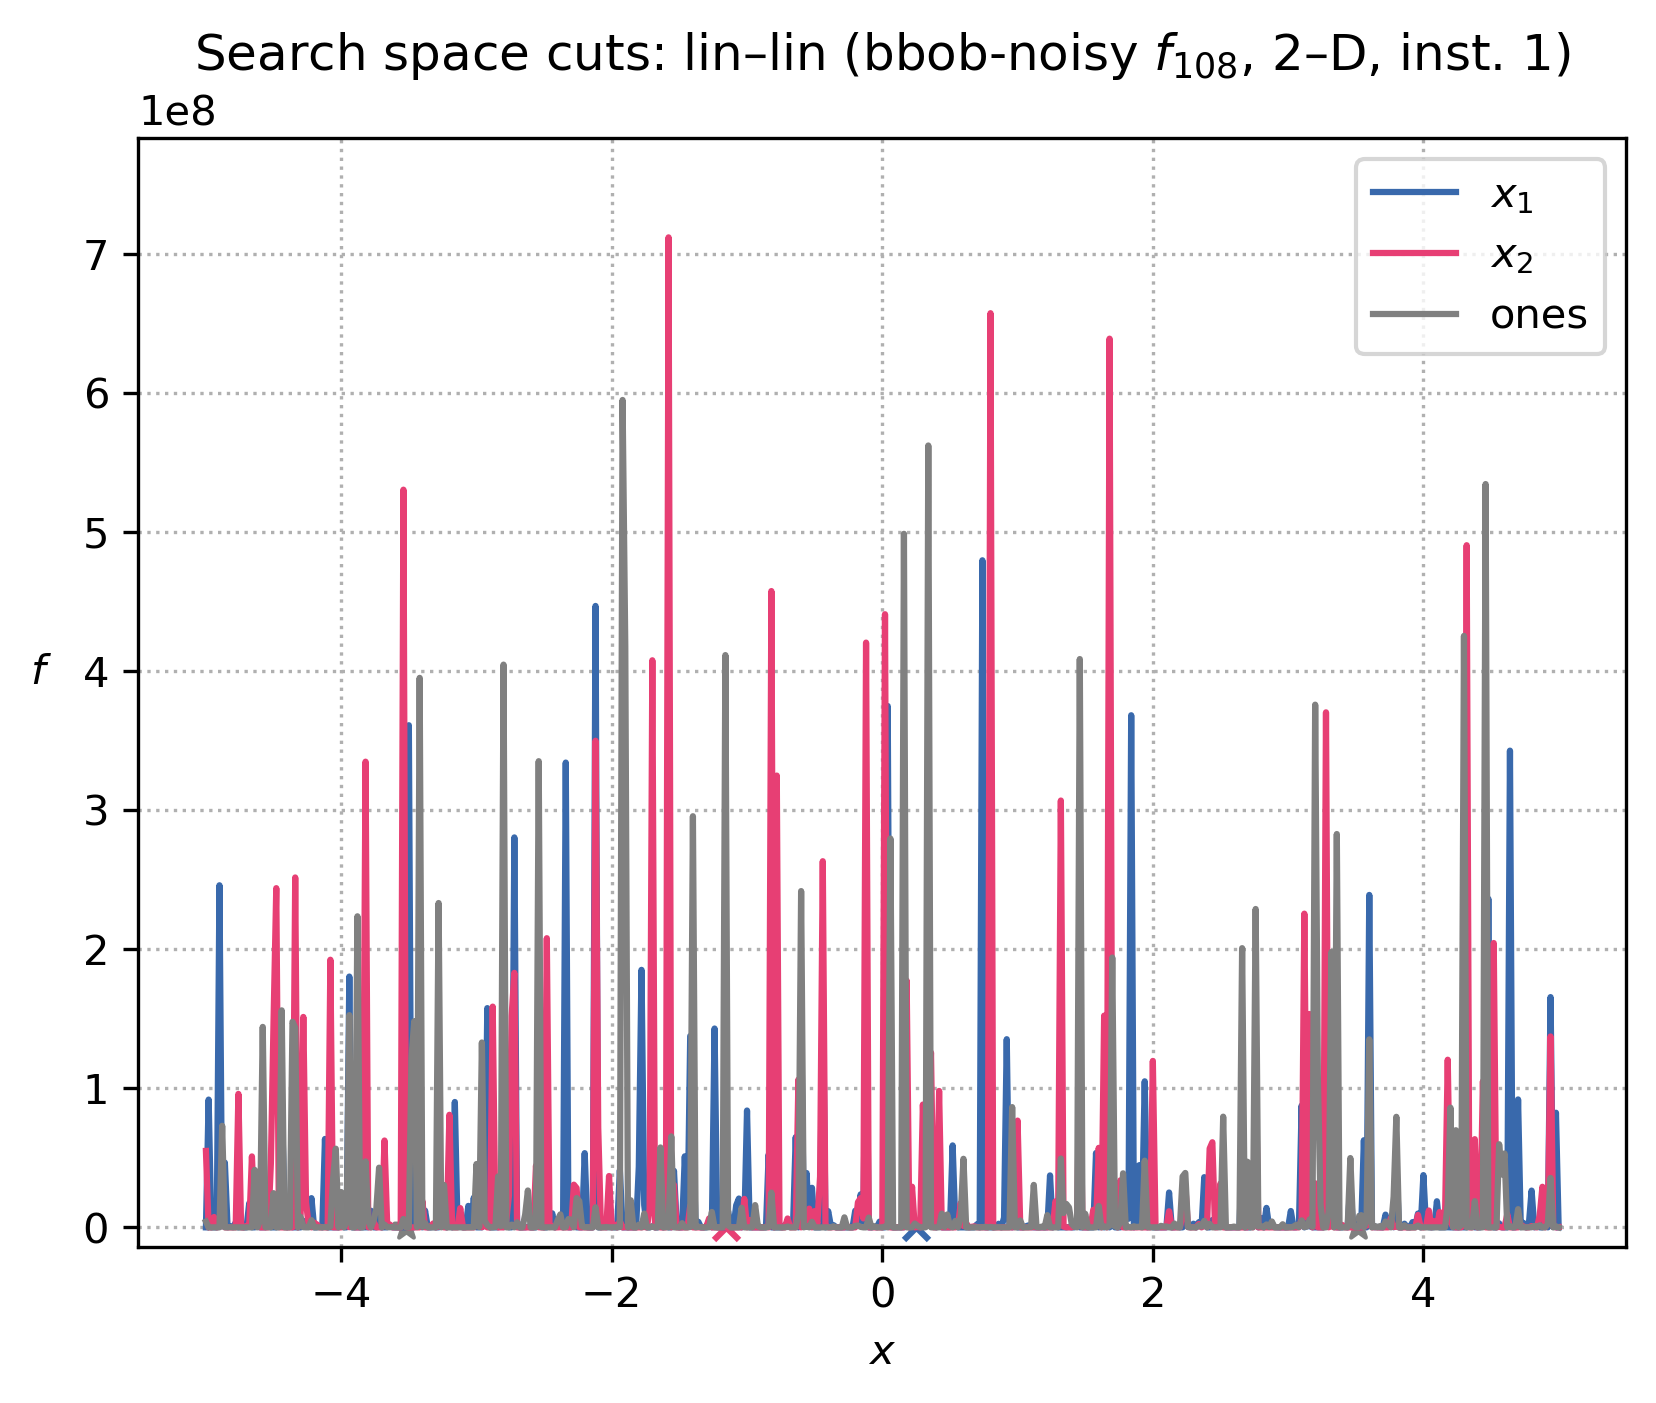 Search space cuts: lin–lin (bbob-noisy f108, 2–D, inst. 1)
1e8
x1
x2
ones
7
6
5
4
3
2
1
0
f
−4
−2
0
2
4
x